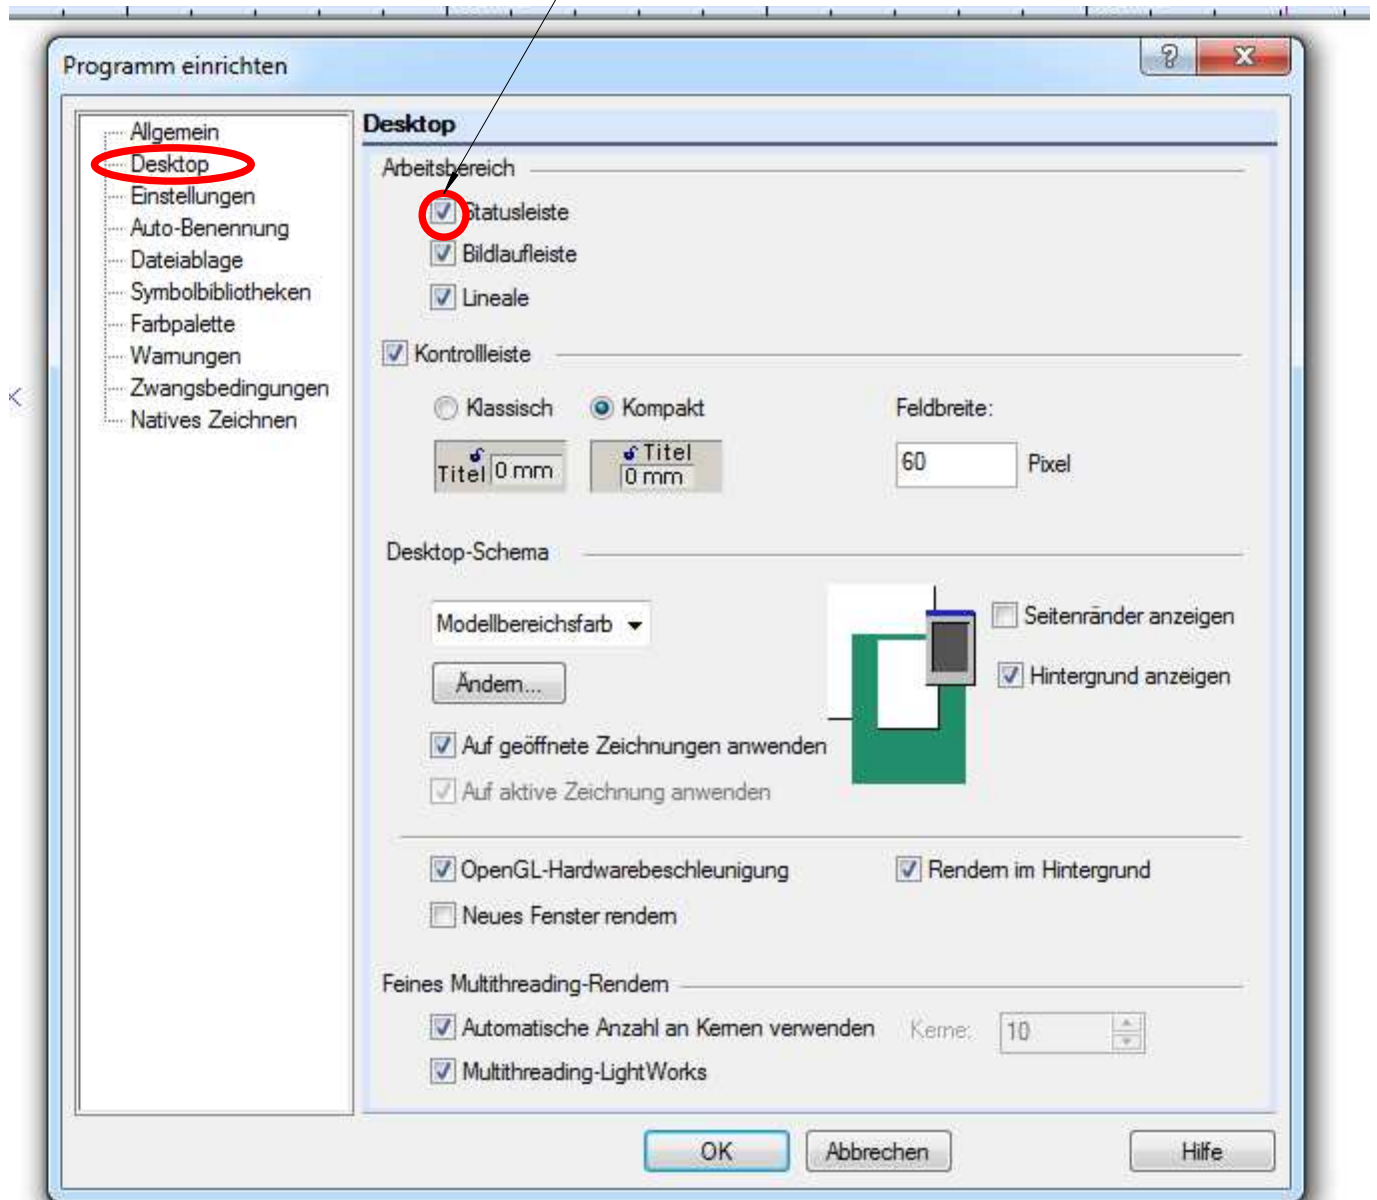 Programm einrichten
Allgemein
Desktop
Einstellungen
Auto-Benennung
Dateiablage
Symbolbibliotheken
Farbpalette
Warnungen
Zwangsbedingungen
Natives Zeichnen
Desktop
Arbeitsbereich
Statusleiste
Bildlaufleiste
Lineale
Kontrollleiste
Klassisch Kompakt Feldbreite:
Titel 0 mm Titel 0 mm 60 Pixel
Desktop-Schema
Modellbereichsfarb Seitenränder anzeigen
Ändern... Hintergrund anzeigen
Auf geöffnete Zeichnungen anwenden
Auf aktive Zeichnung anwenden
OpenGL-Hardwarebeschleunigung Rendern im Hintergrund
Neues Fenster rendern
Feines Multithreading-Rendern
Automatische Anzahl an Kernen verwenden Kerne: 10
Multithreading-LightWorks
OK Abbrechen Hilfe